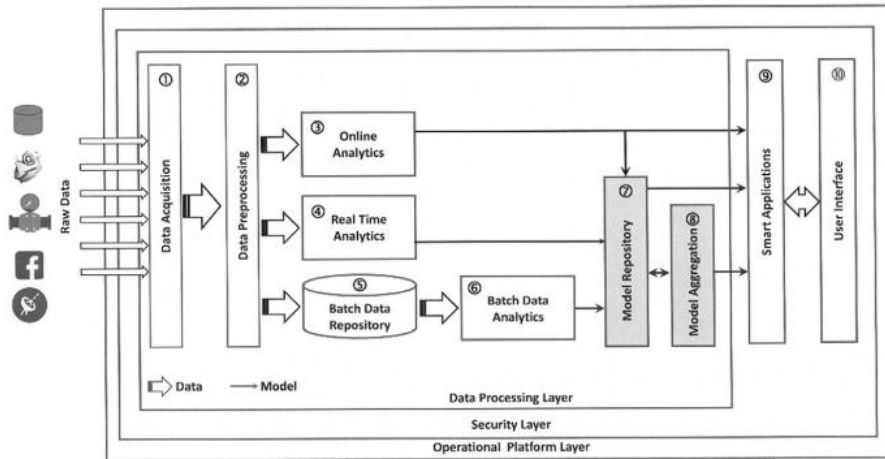 Raw Data
① Data Acquisition
② Data Preprocessing
③ Online
Analytics
④ Real Time
Analytics
⑤
Batch Data
Repository
⑥ Batch Data
Analytics
⑦ Model Repository
⑧ Model Aggregation
⑨ Smart Applications
⑩ User Interface
Data
Model
Data Processing Layer
Security Layer
Operational Platform Layer
@
f